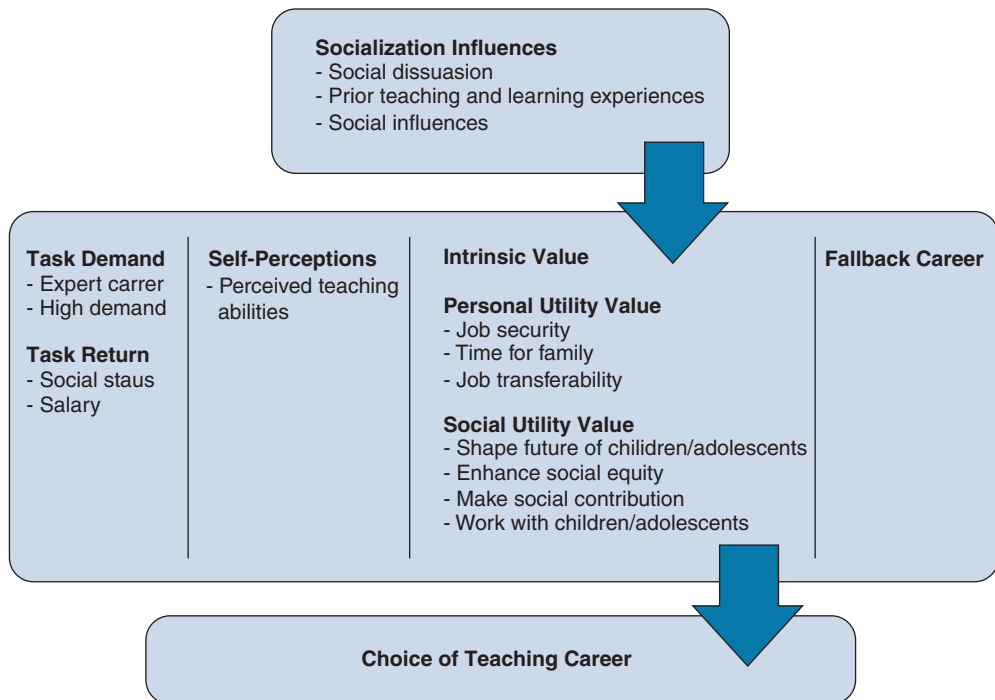 Socialization Influences
- Social dissuasion
- Prior teaching and learning experiences
- Social influences
Task Demand
- Expert carrer
- High demand
Task Return
- Social staus
- Salary
Self-Perceptions
- Perceived teaching
abilities
Intrinsic Value
Personal Utility Value
- Job security
- Time for family
- Job transferability
Social Utility Value
- Shape future of chilidren/adolescents
- Enhance social equity
- Make social contribution
- Work with children/adolescents
Fallback Career
Choice of Teaching Career